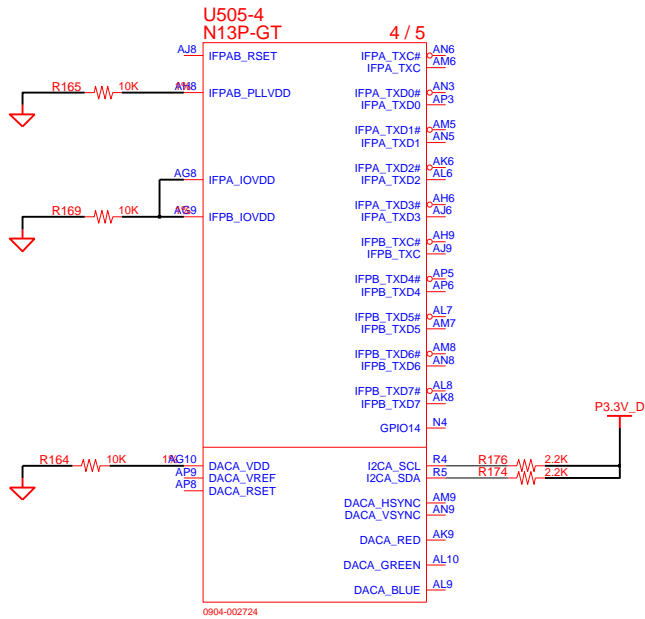 U505-4
N13P-GT 4 / 5
AJ8 IFPAB_RSET IFPA_TXC# AN6
IFPA_TXC AM6
R165 10K 1% AH8 IFPAB_PLLVDD IFPA_TXD0# AN3
IFPA_TXD0 AP3
IFPA_TXD1# AM5
IFPA_TXD1 AN5
IFPA_TXD2# AK6
AG8 IFPA_IOVDD IFPA_TXD2 AL6
IFPA_TXD3# AH6
R169 10K 1% AG9 IFPB_IOVDD IFPA_TXD3 AJ6
IFPB_TXC# AH9
IFPB_TXC AJ9
IFPB_TXD4# AP5
IFPB_TXD4 AP6
IFPB_TXD5# AL7
IFPB_TXD5 AM7
IFPB_TXD6# AM8
IFPB_TXD6 AN8
IFPB_TXD7# AL8
IFPB_TXD7 AK8
P3.3V_D
GPIO14 N4
R164 10K 1% AG10 DACA_VDD I2CA_SCL R4 R176 2.2K
AP9 DACA_VREF I2CA_SDA R5 R174 2.2K
AP8 DACA_RSET
DACA_HSYNC AM9
DACA_VSYNC AN9
DACA_RED AK9
DACA_GREEN AL10
DACA_BLUE AL9
0904-002724